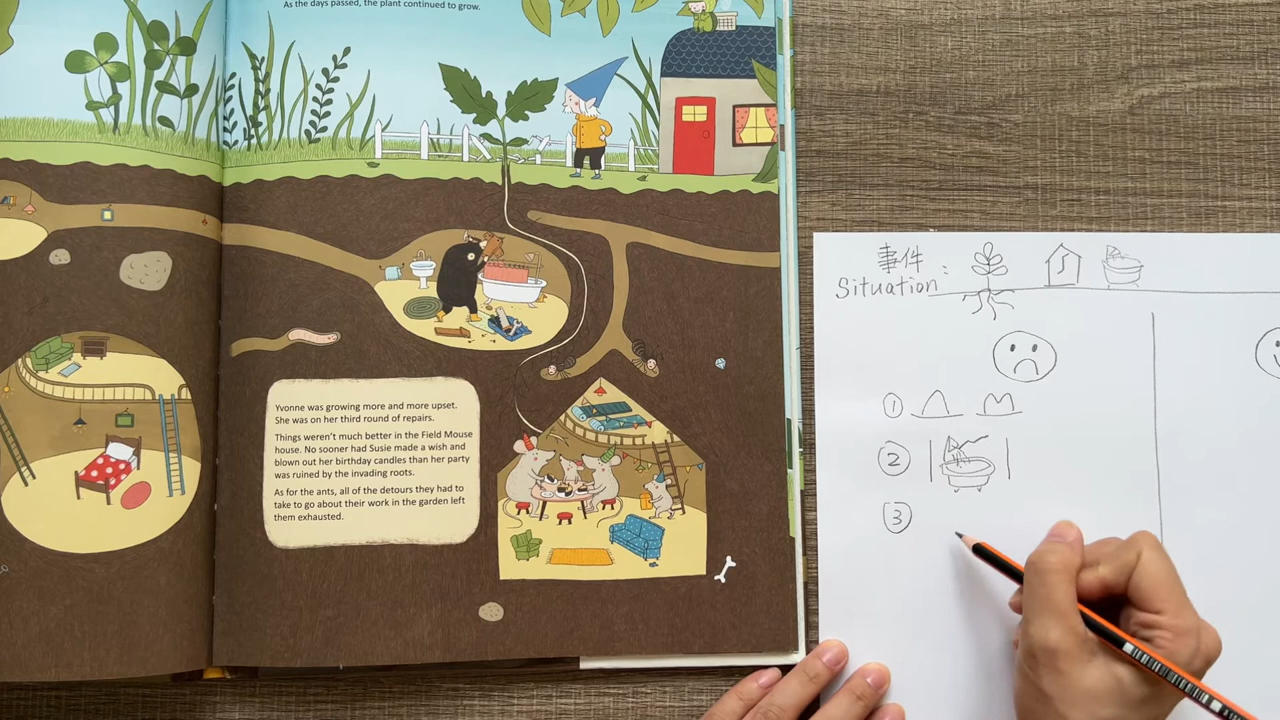 As the days passed, the plant continued to grow.
Yvonne was growing more and more upset.
She was on her third round of repairs.
Things weren't much better in the Field Mouse
house. No sooner had Susie made a wish and
blown out her birthday candles than her party
was ruined by the invading roots.
As for the ants, all of the detours they had to
take to go about their work in the garden left
them exhausted.
事件
Situation :
①
②
③